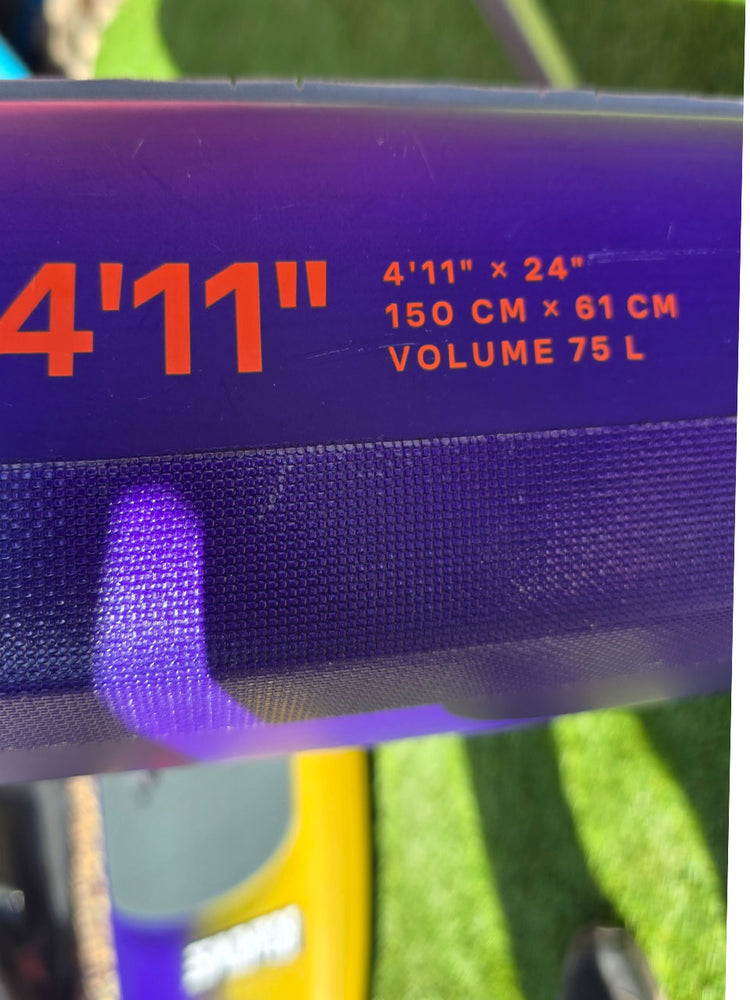 4'11"
4'11" × 24"
150 CM × 61 CM
VOLUME 75 L